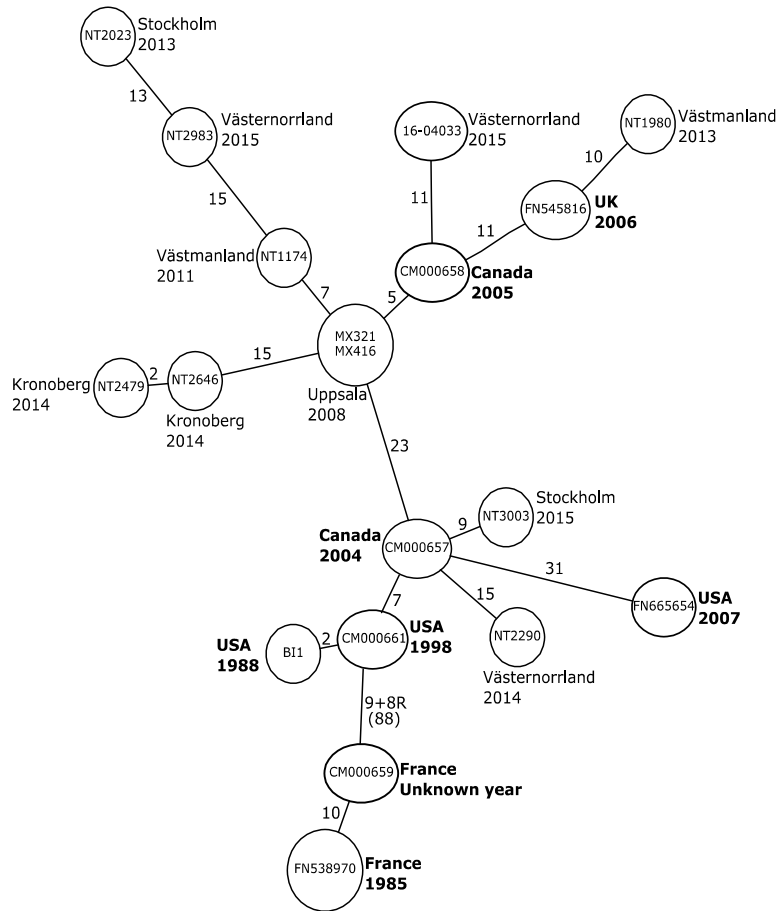 NT2023
Stockholm
2013
13
NT2983
Västernorrland
2015
15
16-04033
Västernorrland
2015
NT1980
Västmanland
2013
10
11
FN545816
UK
2006
11
Västmanland
2011
NT1174
CM000658
Canada
2005
7
5
MX321
MX416
Uppsala
2008
15
Kronoberg
2014
NT2479
2
NT2646
Kronoberg
2014
23
NT3003
Stockholm
2015
9
Canada
2004
CM000657
31
15
FN665654
USA
2007
7
USA
1988
BI1
2
CM000661
USA
1998
NT2290
Västernorrland
2014
9+8R
(88)
CM000659
France
Unknown year
10
FN538970
France
1985